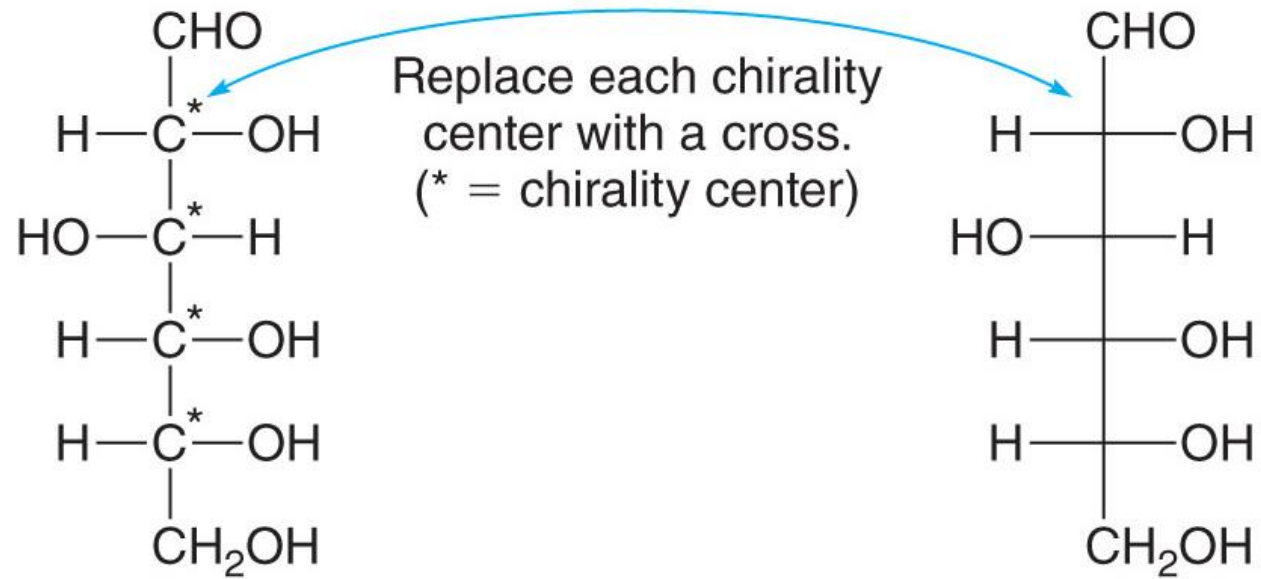 CHO CHO
Replace each chirality
H—C*—OH center with a cross. H OH
(* = chirality center)
HO—C*—H HO H
H—C*—OH H OH
H—C*—OH H OH
CH₂OH CH₂OH